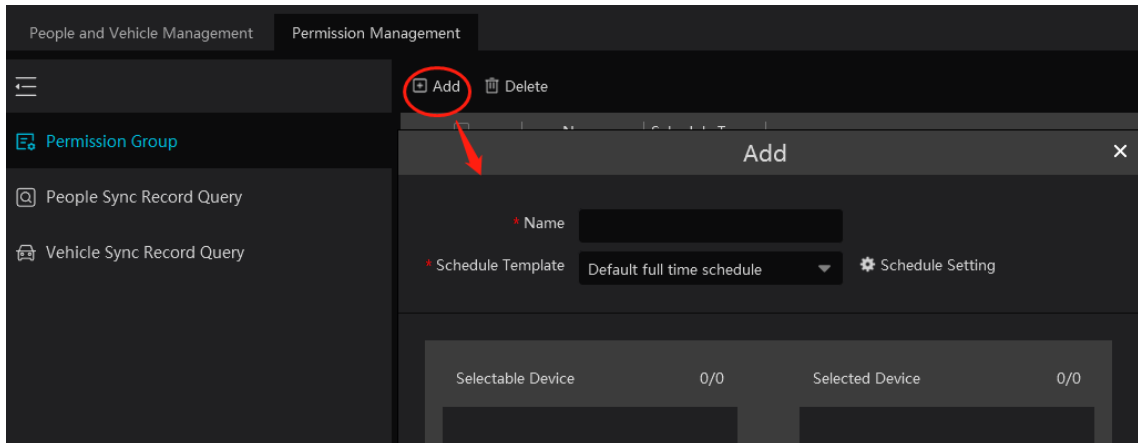 People and Vehicle Management Permission Management
Add Delete
Permission Group
Add
People Sync Record Query
* Name
Vehicle Sync Record Query
* Schedule Template Default full time schedule Schedule Setting
Selectable Device 0/0 Selected Device 0/0